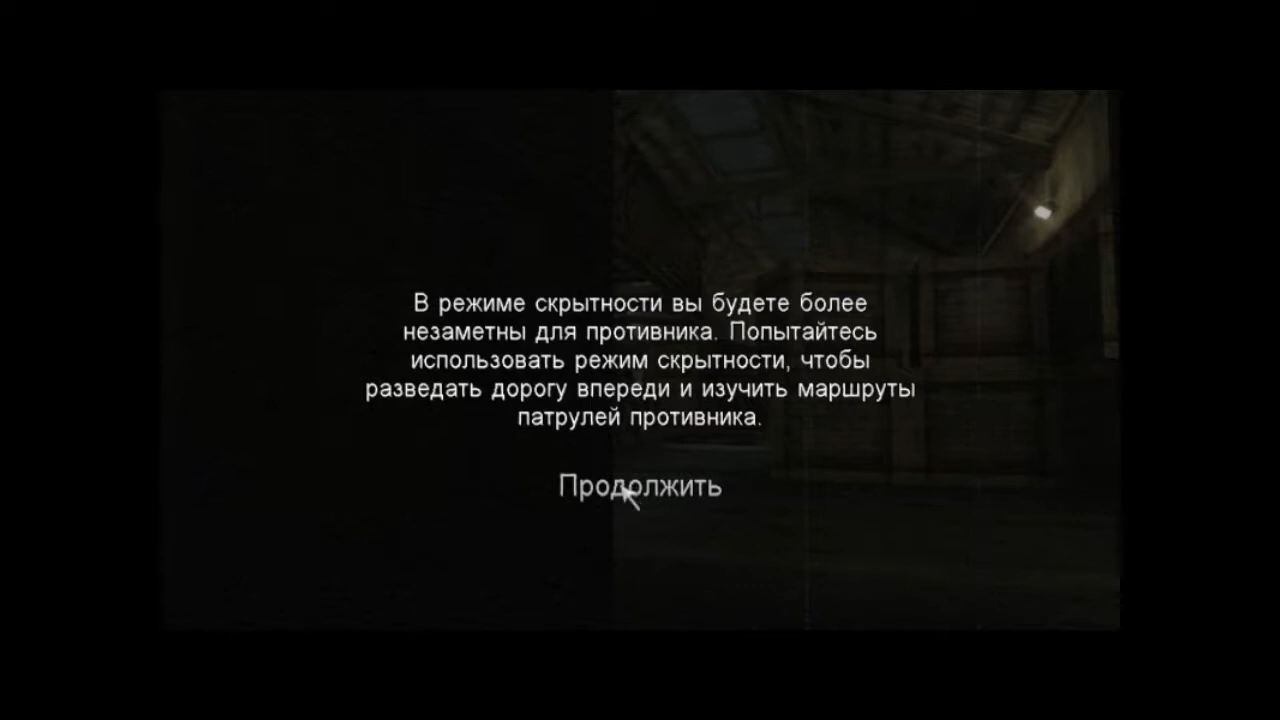 В режиме скрытности вы будете более
незаметны для противника. Попытайтесь
использовать режим скрытности, чтобы
разведать дорогу впереди и изучить маршруты
патрулей противника.
Продолжить